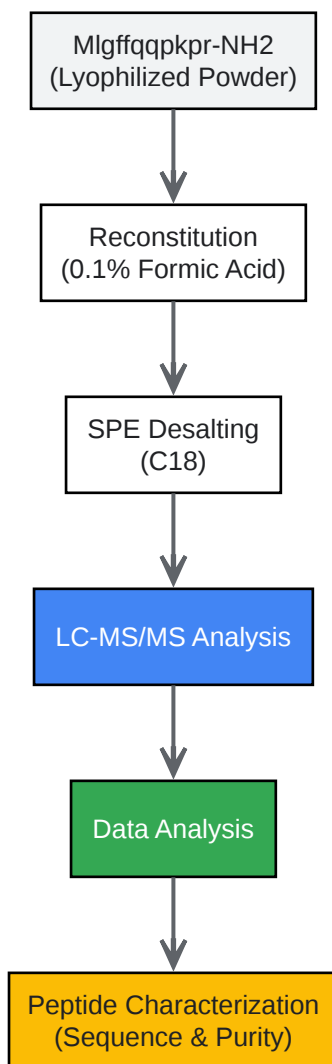 Mlgffqqpkpr-NH2
(Lyophilized Powder)
Reconstitution
(0.1% Formic Acid)
SPE Desalting
(C18)
LC-MS/MS Analysis
Data Analysis
Peptide Characterization
(Sequence & Purity)